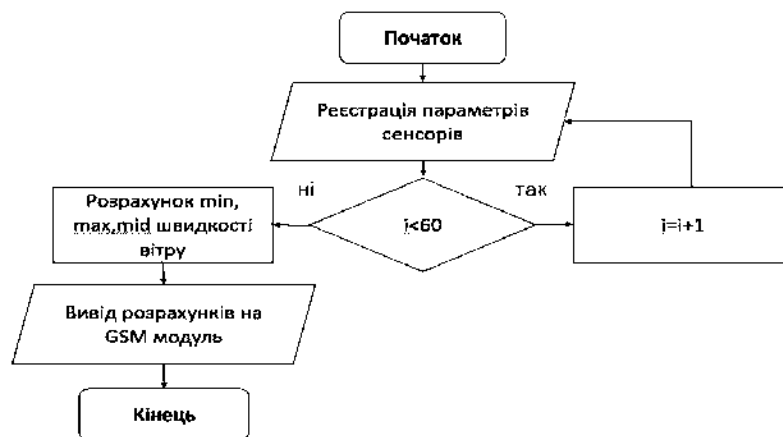 Початок
Реєстрація параметрів
сенсорів
ні
так
Розрахунок min,
max,mid швидкості
вітру
i<60
i=i+1
Вивід розрахунків на
GSM модуль
Кінець